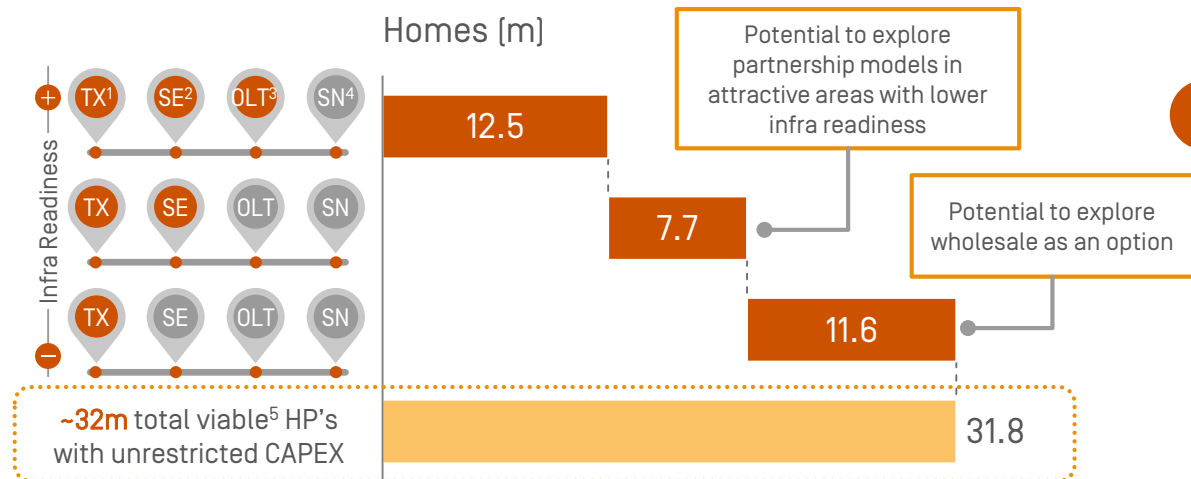 Homes (m)
Infra Readiness
+
TX¹ SE² OLT³ SN⁴
12.5
Potential to explore
partnership models in
attractive areas with lower
infra readiness
TX SE OLT SN
7.7
Potential to explore
wholesale as an option
TX SE OLT SN
11.6
−
~32m total viable⁵ HP's
with unrestricted CAPEX
31.8